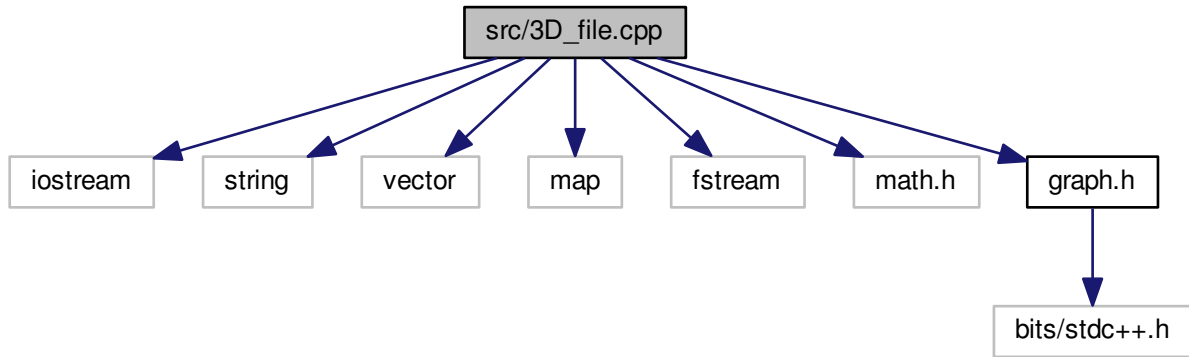 src/3D_file.cpp
iostream
string
vector
map
fstream
math.h
graph.h
bits/stdc++.h